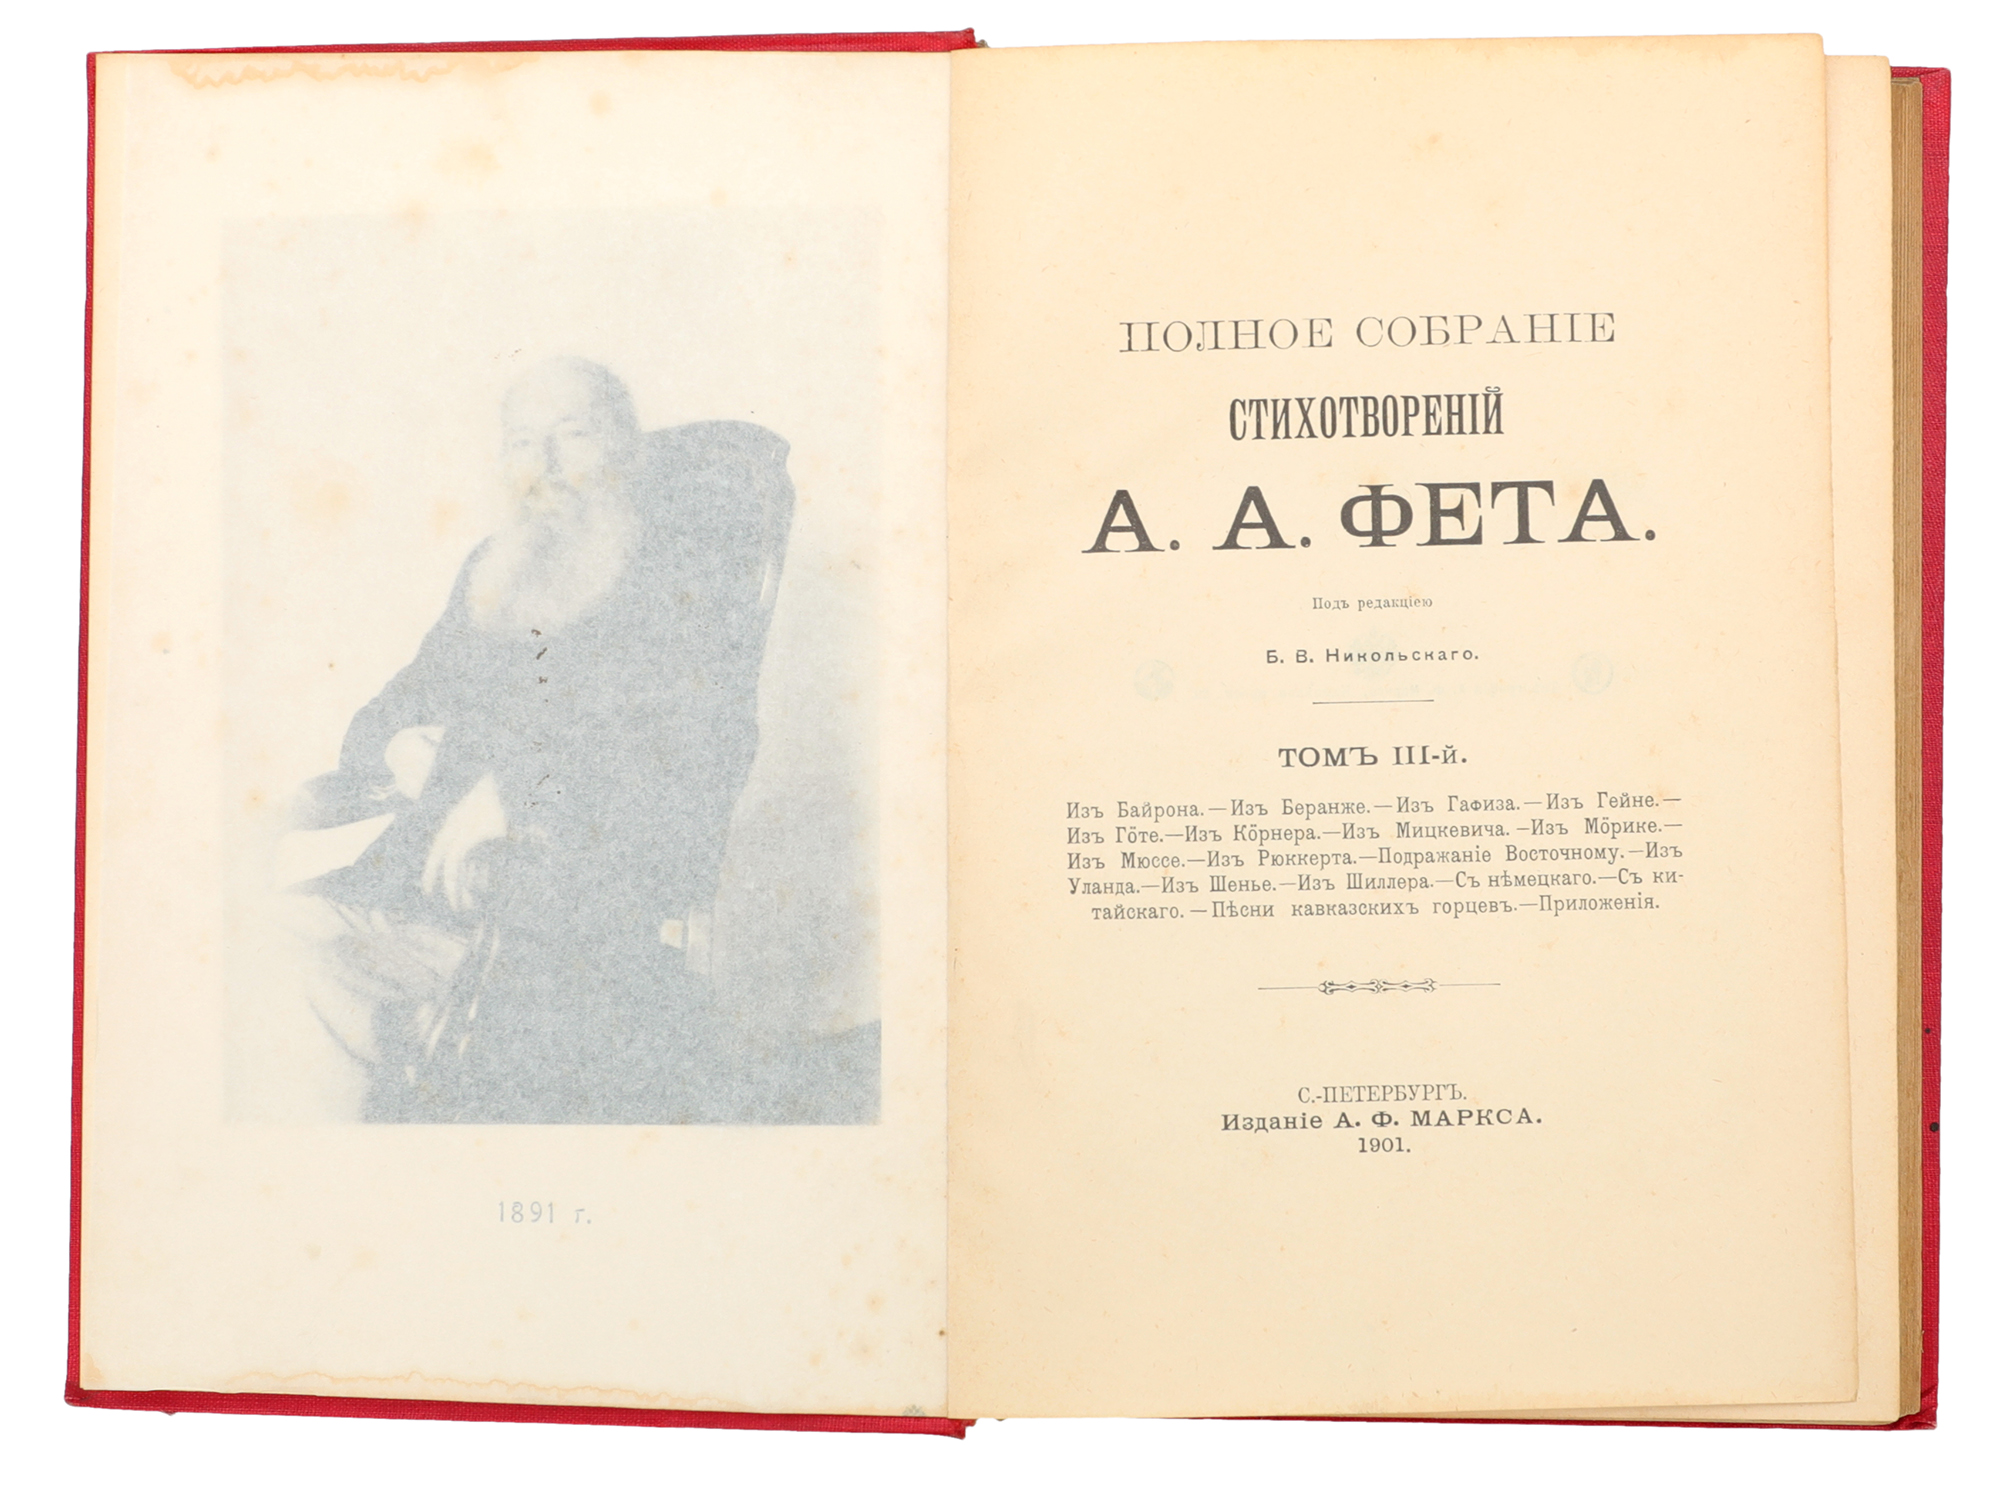 1891 г.
ПОЛНОЕ СОБРАНІЕ
СТИХОТВОРЕНІЙ
А. А. ФЕТА.
Подъ редакціею
Б. В. Никольскаго.
ТОМЪ III-й.
Изъ Байрона.—Изъ Беранже.—Изъ Гафиза.—Изъ Гейне.—
Изъ Гöте.—Изъ Кöрнера.—Изъ Мицкевича.—Изъ Мöрике.—
Изъ Мюссе.—Изъ Рюккерта.—Подражаніе Восточному.—Изъ
Уланда.—Изъ Шенье.—Изъ Шиллера.—Съ нѣмецкаго.—Съ ки-
тайскаго.—Пѣсни кавказскихъ горцевъ.—Приложенія.
С.-ПЕТЕРБУРГЪ.
Изданіе А. Ф. МАРКСА.
1901.